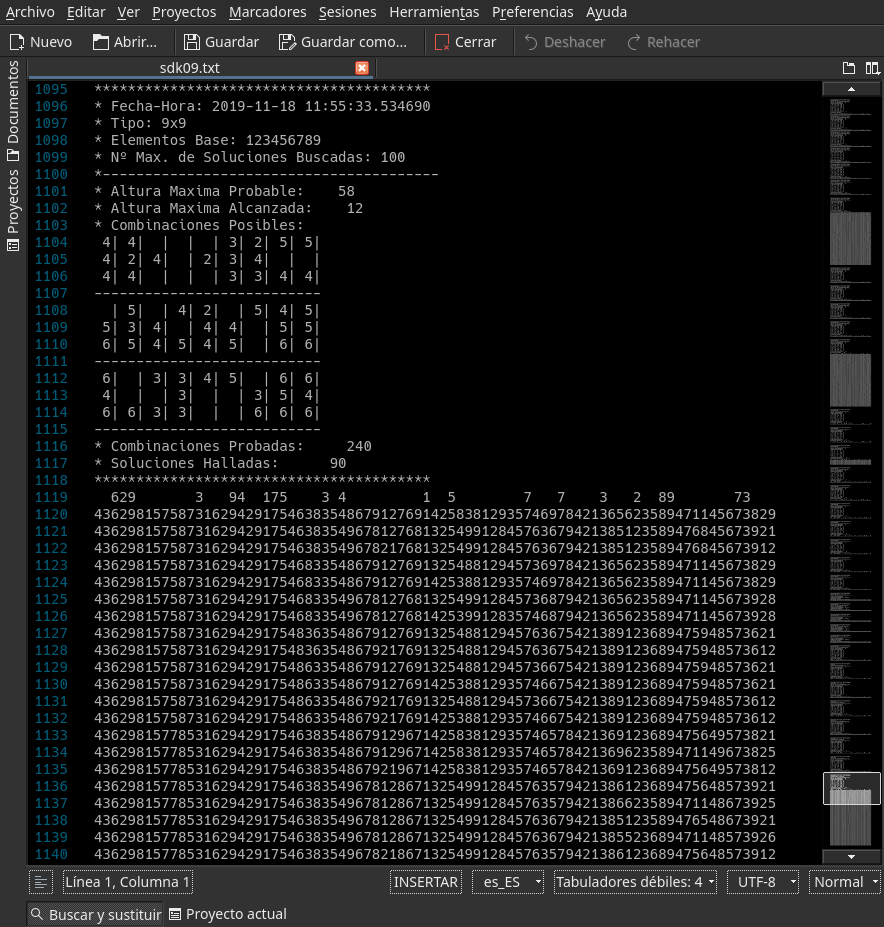 Archivo Editar Ver Proyectos Marcadores Sesiones Herramientas Preferencias Ayuda
Nuevo Abrir... Guardar Guardar como... Cerrar Deshacer Rehacer
sdk09.txt
Documentos
Proyectos
1095 ****************************************
1096 * Fecha-Hora: 2019-11-18 11:55:33.534690
1097 * Tipo: 9x9
1098 * Elementos Base: 123456789
1099 * Nº Max. de Soluciones Buscadas: 100
1100 *----------------------------------------
1101 * Altura Maxima Probable:    58
1102 * Altura Maxima Alcanzada:    12
1103 * Combinaciones Posibles:
1104  4| 4|  |  |  | 3| 2| 5| 5|
1105  4| 2| 4|  | 2| 3| 4|  |  |
1106  4| 4|  |  |  | 3| 3| 4| 4|
1107 ---------------------------
1108   | 5|  | 4| 2|  | 5| 4| 5|
1109  5| 3| 4|  | 4| 4|  | 5| 5|
1110  6| 5| 4| 5| 4| 5|  | 6| 6|
1111 ---------------------------
1112  6|  | 3| 3| 4| 5|  | 6| 6|
1113  4|  |  | 3|  |  | 3| 5| 4|
1114  6| 6| 3| 3|  |  | 6| 6| 6|
1115 ---------------------------
1116 * Combinaciones Probadas:     240
1117 * Soluciones Halladas:      90
1118 ****************************************
1119   629       3   94  175    3 4         1  5        7   7    3   2  89       73
1120 436298157587316294291754638354867912769142583812935746978421365623589471145673829
1121 436298157587316294291754638354967812768132549912845763679421385123589476845673921
1122 436298157587316294291754638354967821768132549912845763679421385123589476845673912
1123 436298157587316294291754683354867912769142538812935746978421365623589471145673829
1124 436298157587316294291754683354867912769142538812935746978421365623589471145673829
1125 436298157587316294291754683354967812768132549912845736879421365623589471145673928
1126 436298157587316294291754683354967812768142539912835746879421365623589471145673928
1127 436298157587316294291754836354867912769132548812945763675421389123689475948573621
1128 436298157587316294291754836354867921769132548812945763675421389123689475948573612
1129 436298157587316294291754863354867912769132548812945736675421389123689475948573621
1130 436298157587316294291754863354867912769142538812935746675421389123689475948573621
1131 436298157587316294291754863354867921769132548812945736675421389123689475948573612
1132 436298157587316294291754863354867921769142538812935746675421389123689475948573612
1133 436298157785316294291754638354867912967142583812935746578421369123689475649573821
1134 436298157785316294291754638354867912967142583812935746578421369623589471149673825
1135 436298157785316294291754638354867921967142583812935746578421369123689475649573812
1136 436298157785316294291754638354967812867132549912845763579421386123689475648573921
1137 436298157785316294291754638354967812867132549912845763579421386623589471148673925
1138 436298157785316294291754638354967812867132549912845763679421385123589476548673921
1139 436298157785316294291754638354967812867132549912845763679421385523689471148573926
1140 436298157785316294291754638354967821867132549912845763579421386123689475648573912
Línea 1, Columna 1 INSERTAR es_ES Tabuladores débiles: 4 UTF-8 Normal
Buscar y sustituir Proyecto actual